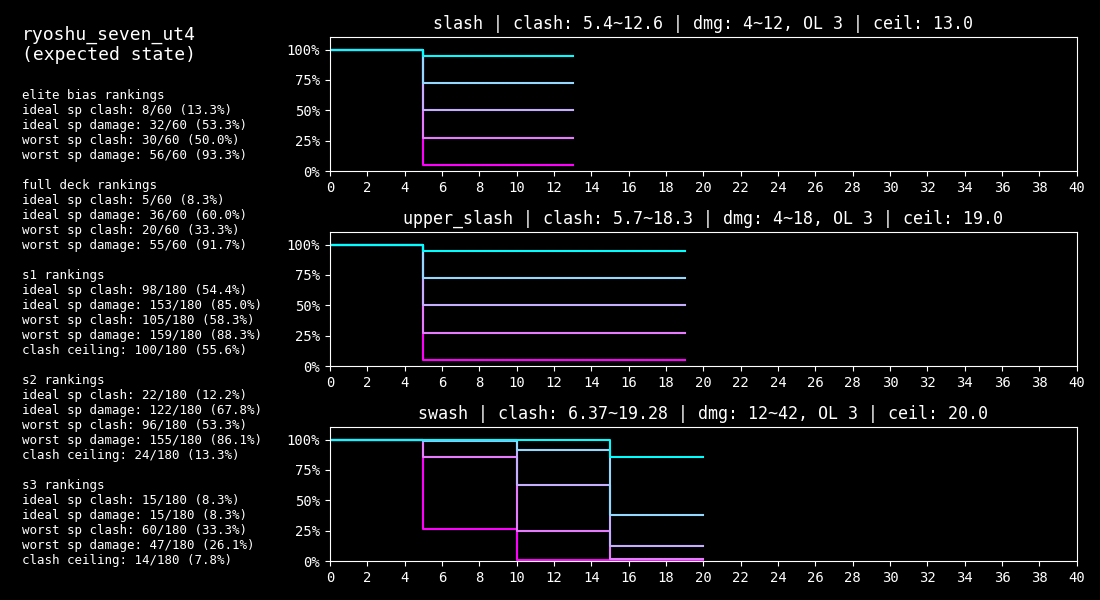 ryoshu_seven_ut4
(expected state)
elite bias rankings
ideal sp clash: 8/60 (13.3%)
ideal sp damage: 32/60 (53.3%)
worst sp clash: 30/60 (50.0%)
worst sp damage: 56/60 (93.3%)
full deck rankings
ideal sp clash: 5/60 (8.3%)
ideal sp damage: 36/60 (60.0%)
worst sp clash: 20/60 (33.3%)
worst sp damage: 55/60 (91.7%)
s1 rankings
ideal sp clash: 98/180 (54.4%)
ideal sp damage: 153/180 (85.0%)
worst sp clash: 105/180 (58.3%)
worst sp damage: 159/180 (88.3%)
clash ceiling: 100/180 (55.6%)
s2 rankings
ideal sp clash: 22/180 (12.2%)
ideal sp damage: 122/180 (67.8%)
worst sp clash: 96/180 (53.3%)
worst sp damage: 155/180 (86.1%)
clash ceiling: 24/180 (13.3%)
s3 rankings
ideal sp clash: 15/180 (8.3%)
ideal sp damage: 15/180 (8.3%)
worst sp clash: 60/180 (33.3%)
worst sp damage: 47/180 (26.1%)
clash ceiling: 14/180 (7.8%)
slash | clash: 5.4~12.6 | dmg: 4~12, OL 3 | ceil: 13.0
100%
75%
50%
25%
0%
0 2 4 6 8 10 12 14 16 18 20 22 24 26 28 30 32 34 36 38 40
upper_slash | clash: 5.7~18.3 | dmg: 4~18, OL 3 | ceil: 19.0
100%
75%
50%
25%
0%
0 2 4 6 8 10 12 14 16 18 20 22 24 26 28 30 32 34 36 38 40
swash | clash: 6.37~19.28 | dmg: 12~42, OL 3 | ceil: 20.0
100%
75%
50%
25%
0%
0 2 4 6 8 10 12 14 16 18 20 22 24 26 28 30 32 34 36 38 40